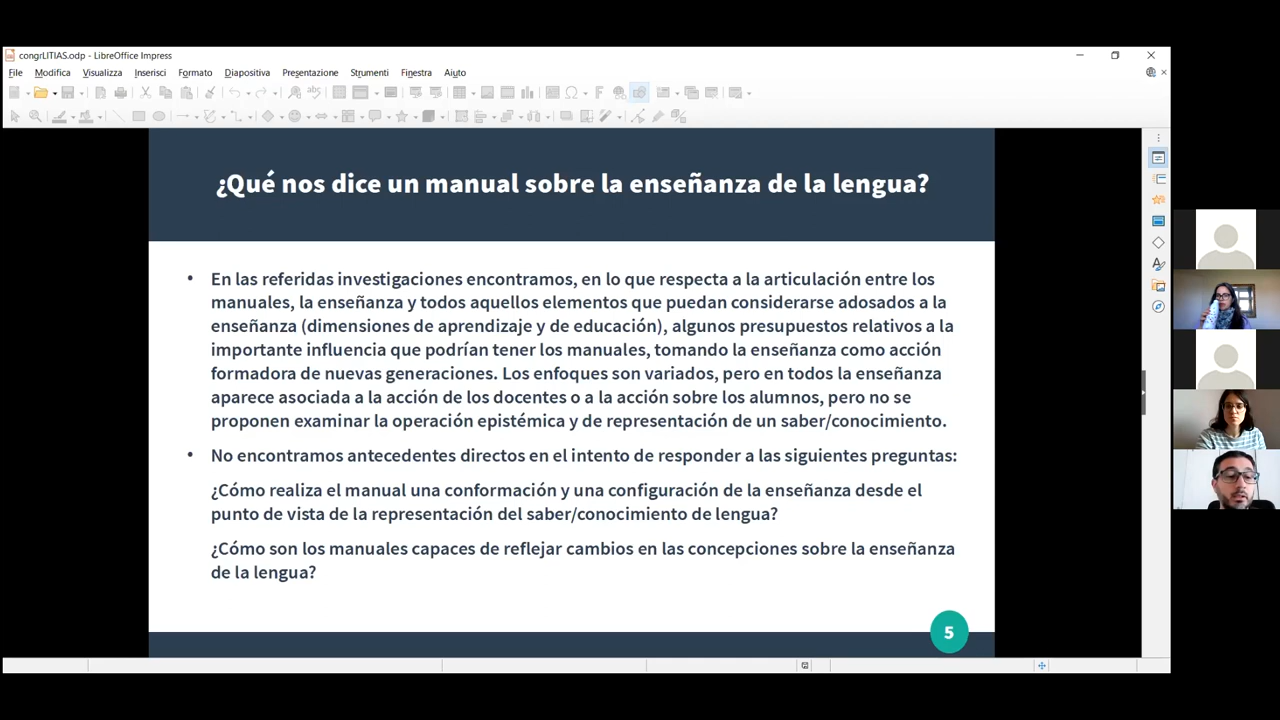 congrLITIAS.odp - LibreOffice Impress
File Modifica Visualizza Inserisci Formato Diapositiva Presentazione Strumenti Finestra Aiuto
¿Qué nos dice un manual sobre la enseñanza de la lengua?
• En las referidas investigaciones encontramos, en lo que respecta a la articulación entre los
manuales, la enseñanza y todos aquellos elementos que puedan considerarse adosados a la
enseñanza (dimensiones de aprendizaje y de educación), algunos presupuestos relativos a la
importante influencia que podrían tener los manuales, tomando la enseñanza como acción
formadora de nuevas generaciones. Los enfoques son variados, pero en todos la enseñanza
aparece asociada a la acción de los docentes o a la acción sobre los alumnos, pero no se
proponen examinar la operación epistémica y de representación de un saber/conocimiento.
• No encontramos antecedentes directos en el intento de responder a las siguientes preguntas:
¿Cómo realiza el manual una conformación y una configuración de la enseñanza desde el
punto de vista de la representación del saber/conocimiento de lengua?
¿Cómo son los manuales capaces de reflejar cambios en las concepciones sobre la enseñanza
de la lengua?
5